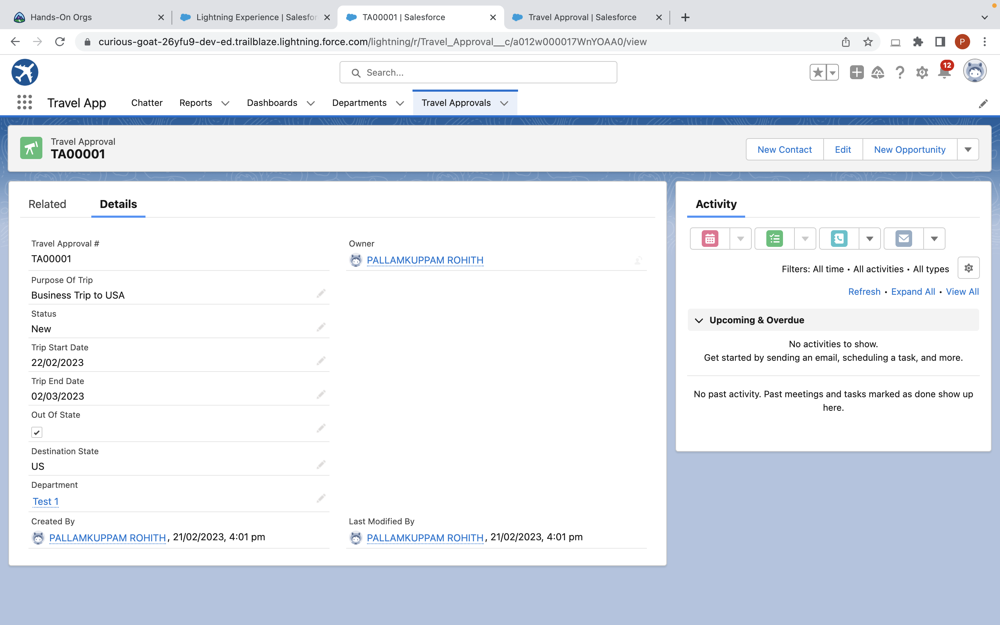 Hands-On Orgs
Lightning Experience | Salesfor
TA00001 | Salesforce
Travel Approval | Salesforce
curious-goat-26yfu9-dev-ed.trailblaze.lightning.force.com/lightning/r/Travel_Approval__c/a012w000017WnYOAA0/view
P
Search...
12
Travel App
Chatter
Reports
Dashboards
Departments
Travel Approvals
Travel Approval
TA00001
New Contact
Edit
New Opportunity
Related
Details
Travel Approval #
TA00001
Owner
PALLAMKUPPAM ROHITH
Purpose Of Trip
Business Trip to USA
Status
New
Trip Start Date
22/02/2023
Trip End Date
02/03/2023
Out Of State
Destination State
US
Department
Test 1
Created By
PALLAMKUPPAM ROHITH, 21/02/2023, 4:01 pm
Last Modified By
PALLAMKUPPAM ROHITH, 21/02/2023, 4:01 pm
Activity
Filters: All time • All activities • All types
Refresh • Expand All • View All
Upcoming & Overdue
No activities to show.
Get started by sending an email, scheduling a task, and more.
No past activity. Past meetings and tasks marked as done show up
here.